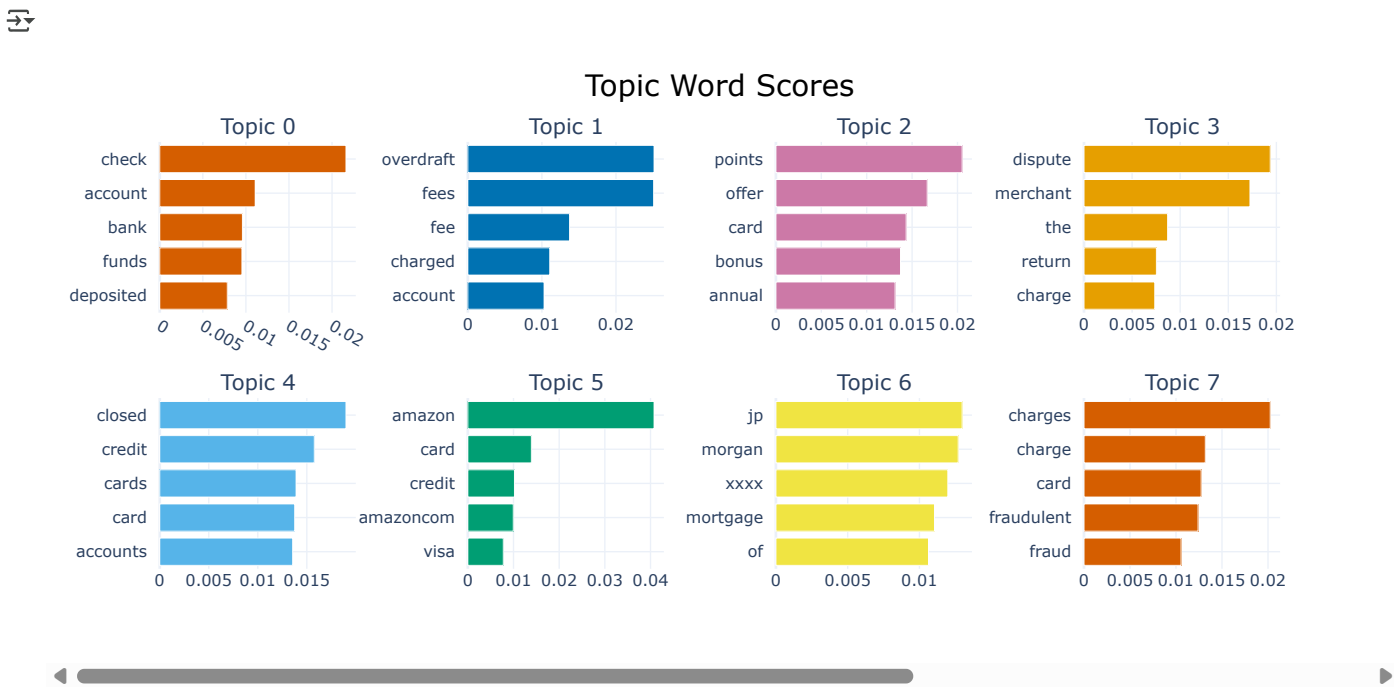 Topic Word Scores
Topic 0
check
account
bank
funds
deposited
0 0.005 0.01 0.015 0.02
Topic 1
overdraft
fees
fee
charged
account
0 0.01 0.02
Topic 2
points
offer
card
bonus
annual
0 0.005 0.01 0.015 0.02
Topic 3
dispute
merchant
the
return
charge
0 0.005 0.01 0.015 0.02
Topic 4
closed
credit
cards
card
accounts
0 0.005 0.01 0.015
Topic 5
amazon
card
credit
amazoncom
visa
0 0.01 0.02 0.03 0.04
Topic 6
jp
morgan
xxxx
mortgage
of
0 0.005 0.01
Topic 7
charges
charge
card
fraudulent
fraud
0 0.005 0.01 0.015 0.02